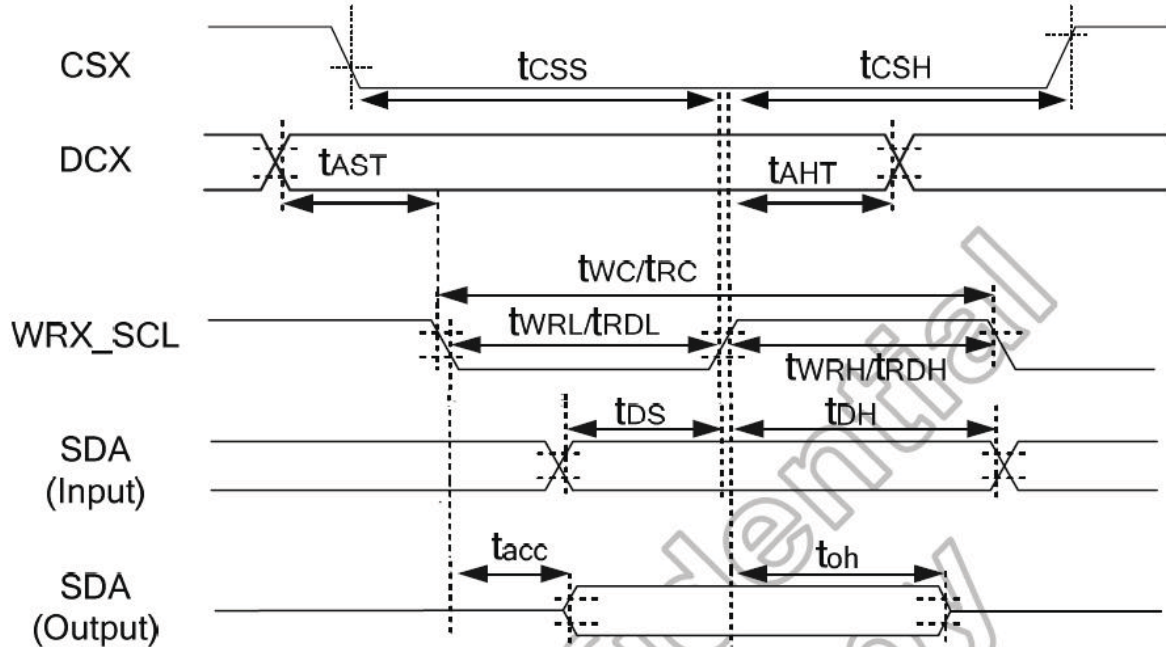 CSX
tCSS
tCSH
DCX
tAST
tAHT
tWC/tRC
WRX_SCL
tWRL/tRDL
tWRH/tRDH
tDS
tDH
SDA
(Input)
tacc
toh
SDA
(Output)